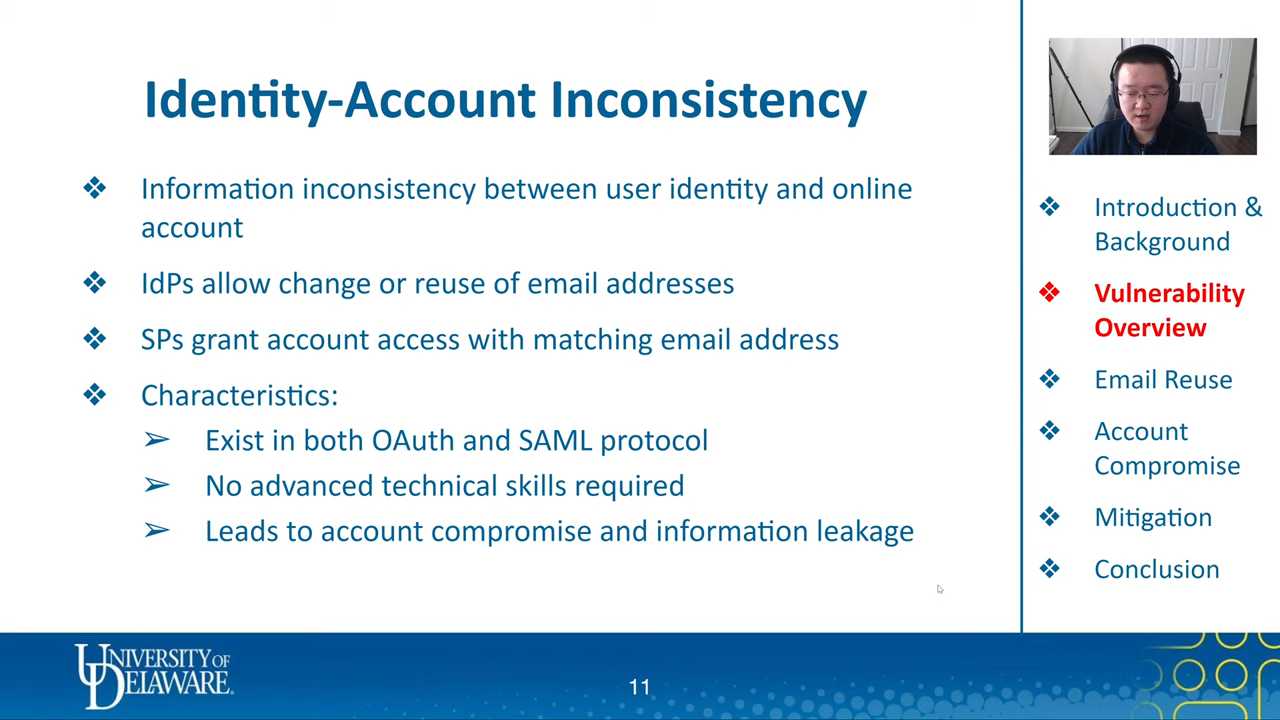 Identity-Account Inconsistency
❖ Information inconsistency between user identity and online
account
❖ IdPs allow change or reuse of email addresses
❖ SPs grant account access with matching email address
❖ Characteristics:
➢ Exist in both OAuth and SAML protocol
➢ No advanced technical skills required
➢ Leads to account compromise and information leakage
❖ Introduction &
Background
❖ Vulnerability
Overview
❖ Email Reuse
❖ Account
Compromise
❖ Mitigation
❖ Conclusion
UNIVERSITY OF
DELAWARE.
11